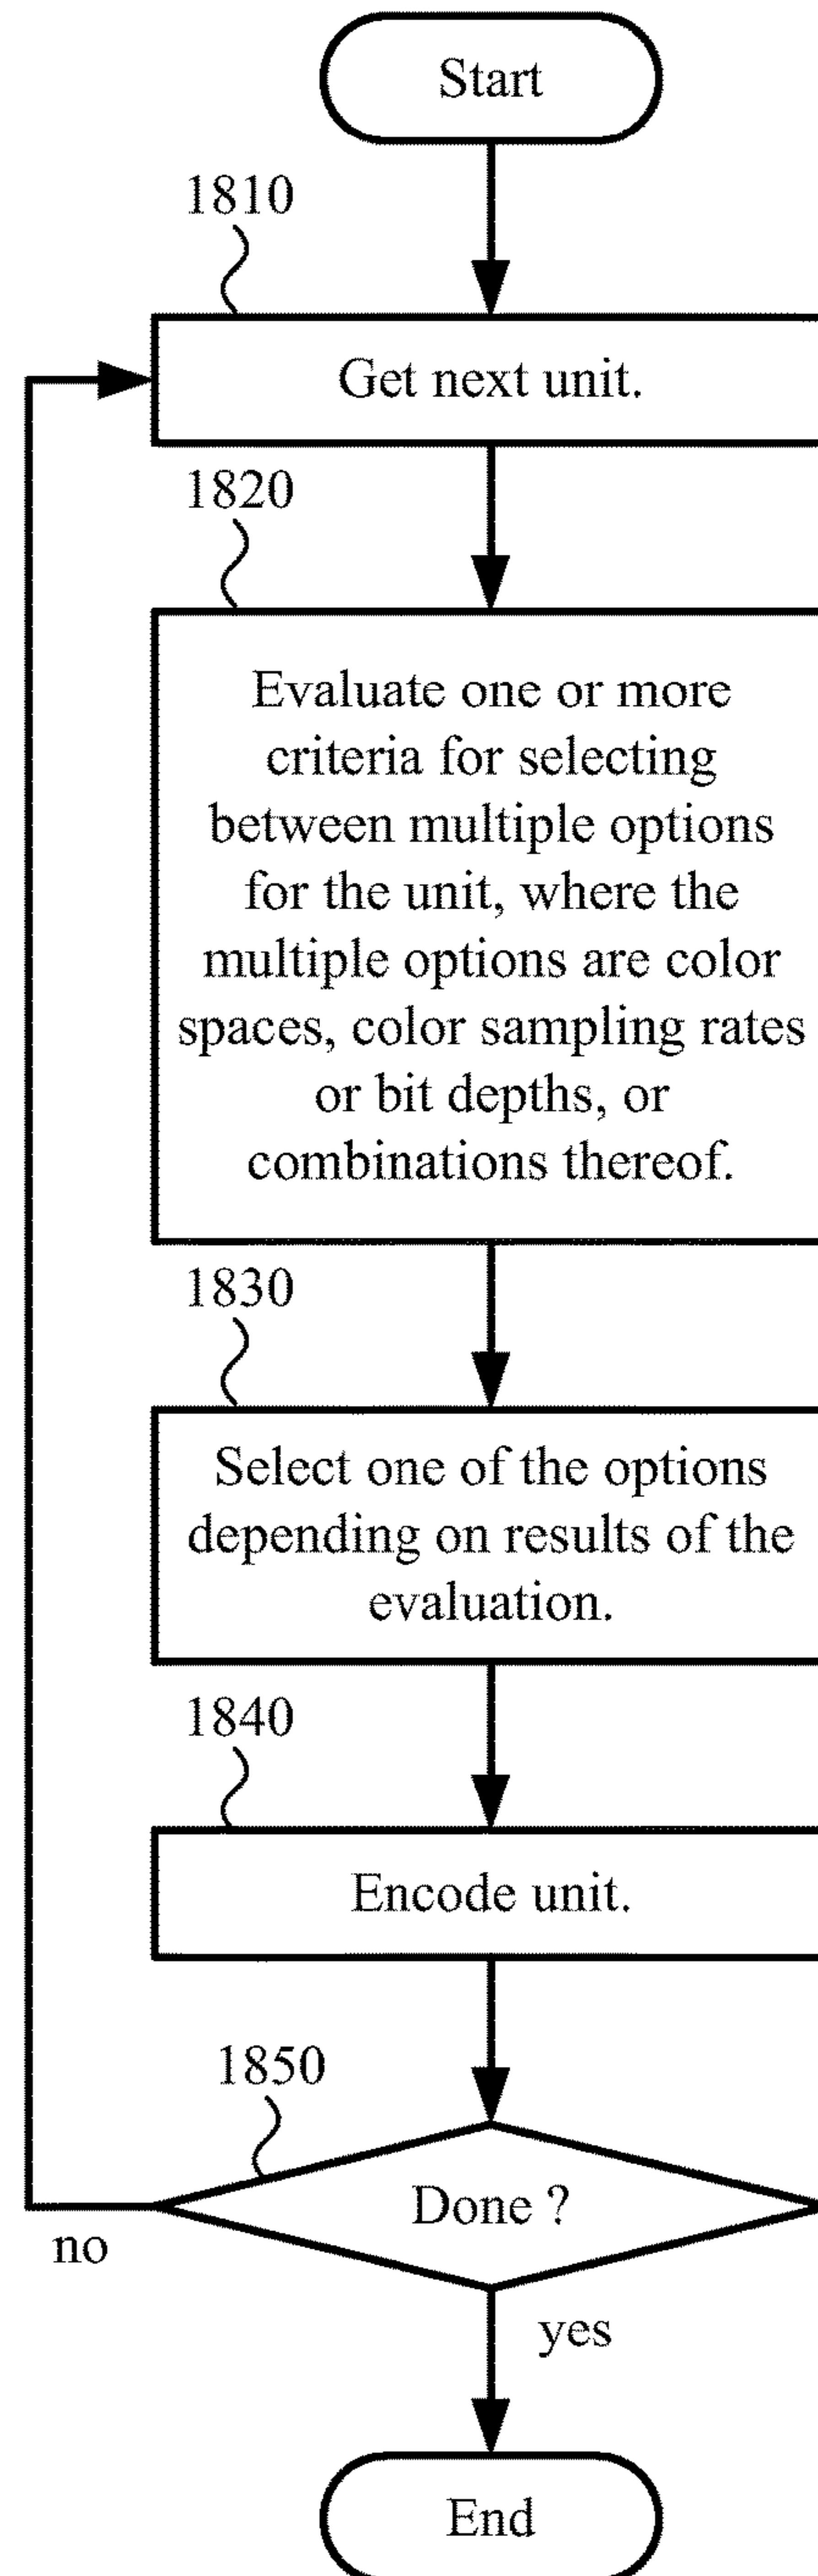 Start
1810
Get next unit.
1820
Evaluate one or more
criteria for selecting
between multiple options
for the unit, where the
multiple options are color
spaces, color sampling rates
or bit depths, or
combinations thereof.
1830
Select one of the options
depending on results of the
evaluation.
1840
Encode unit.
1850
Done ?
no
yes
End